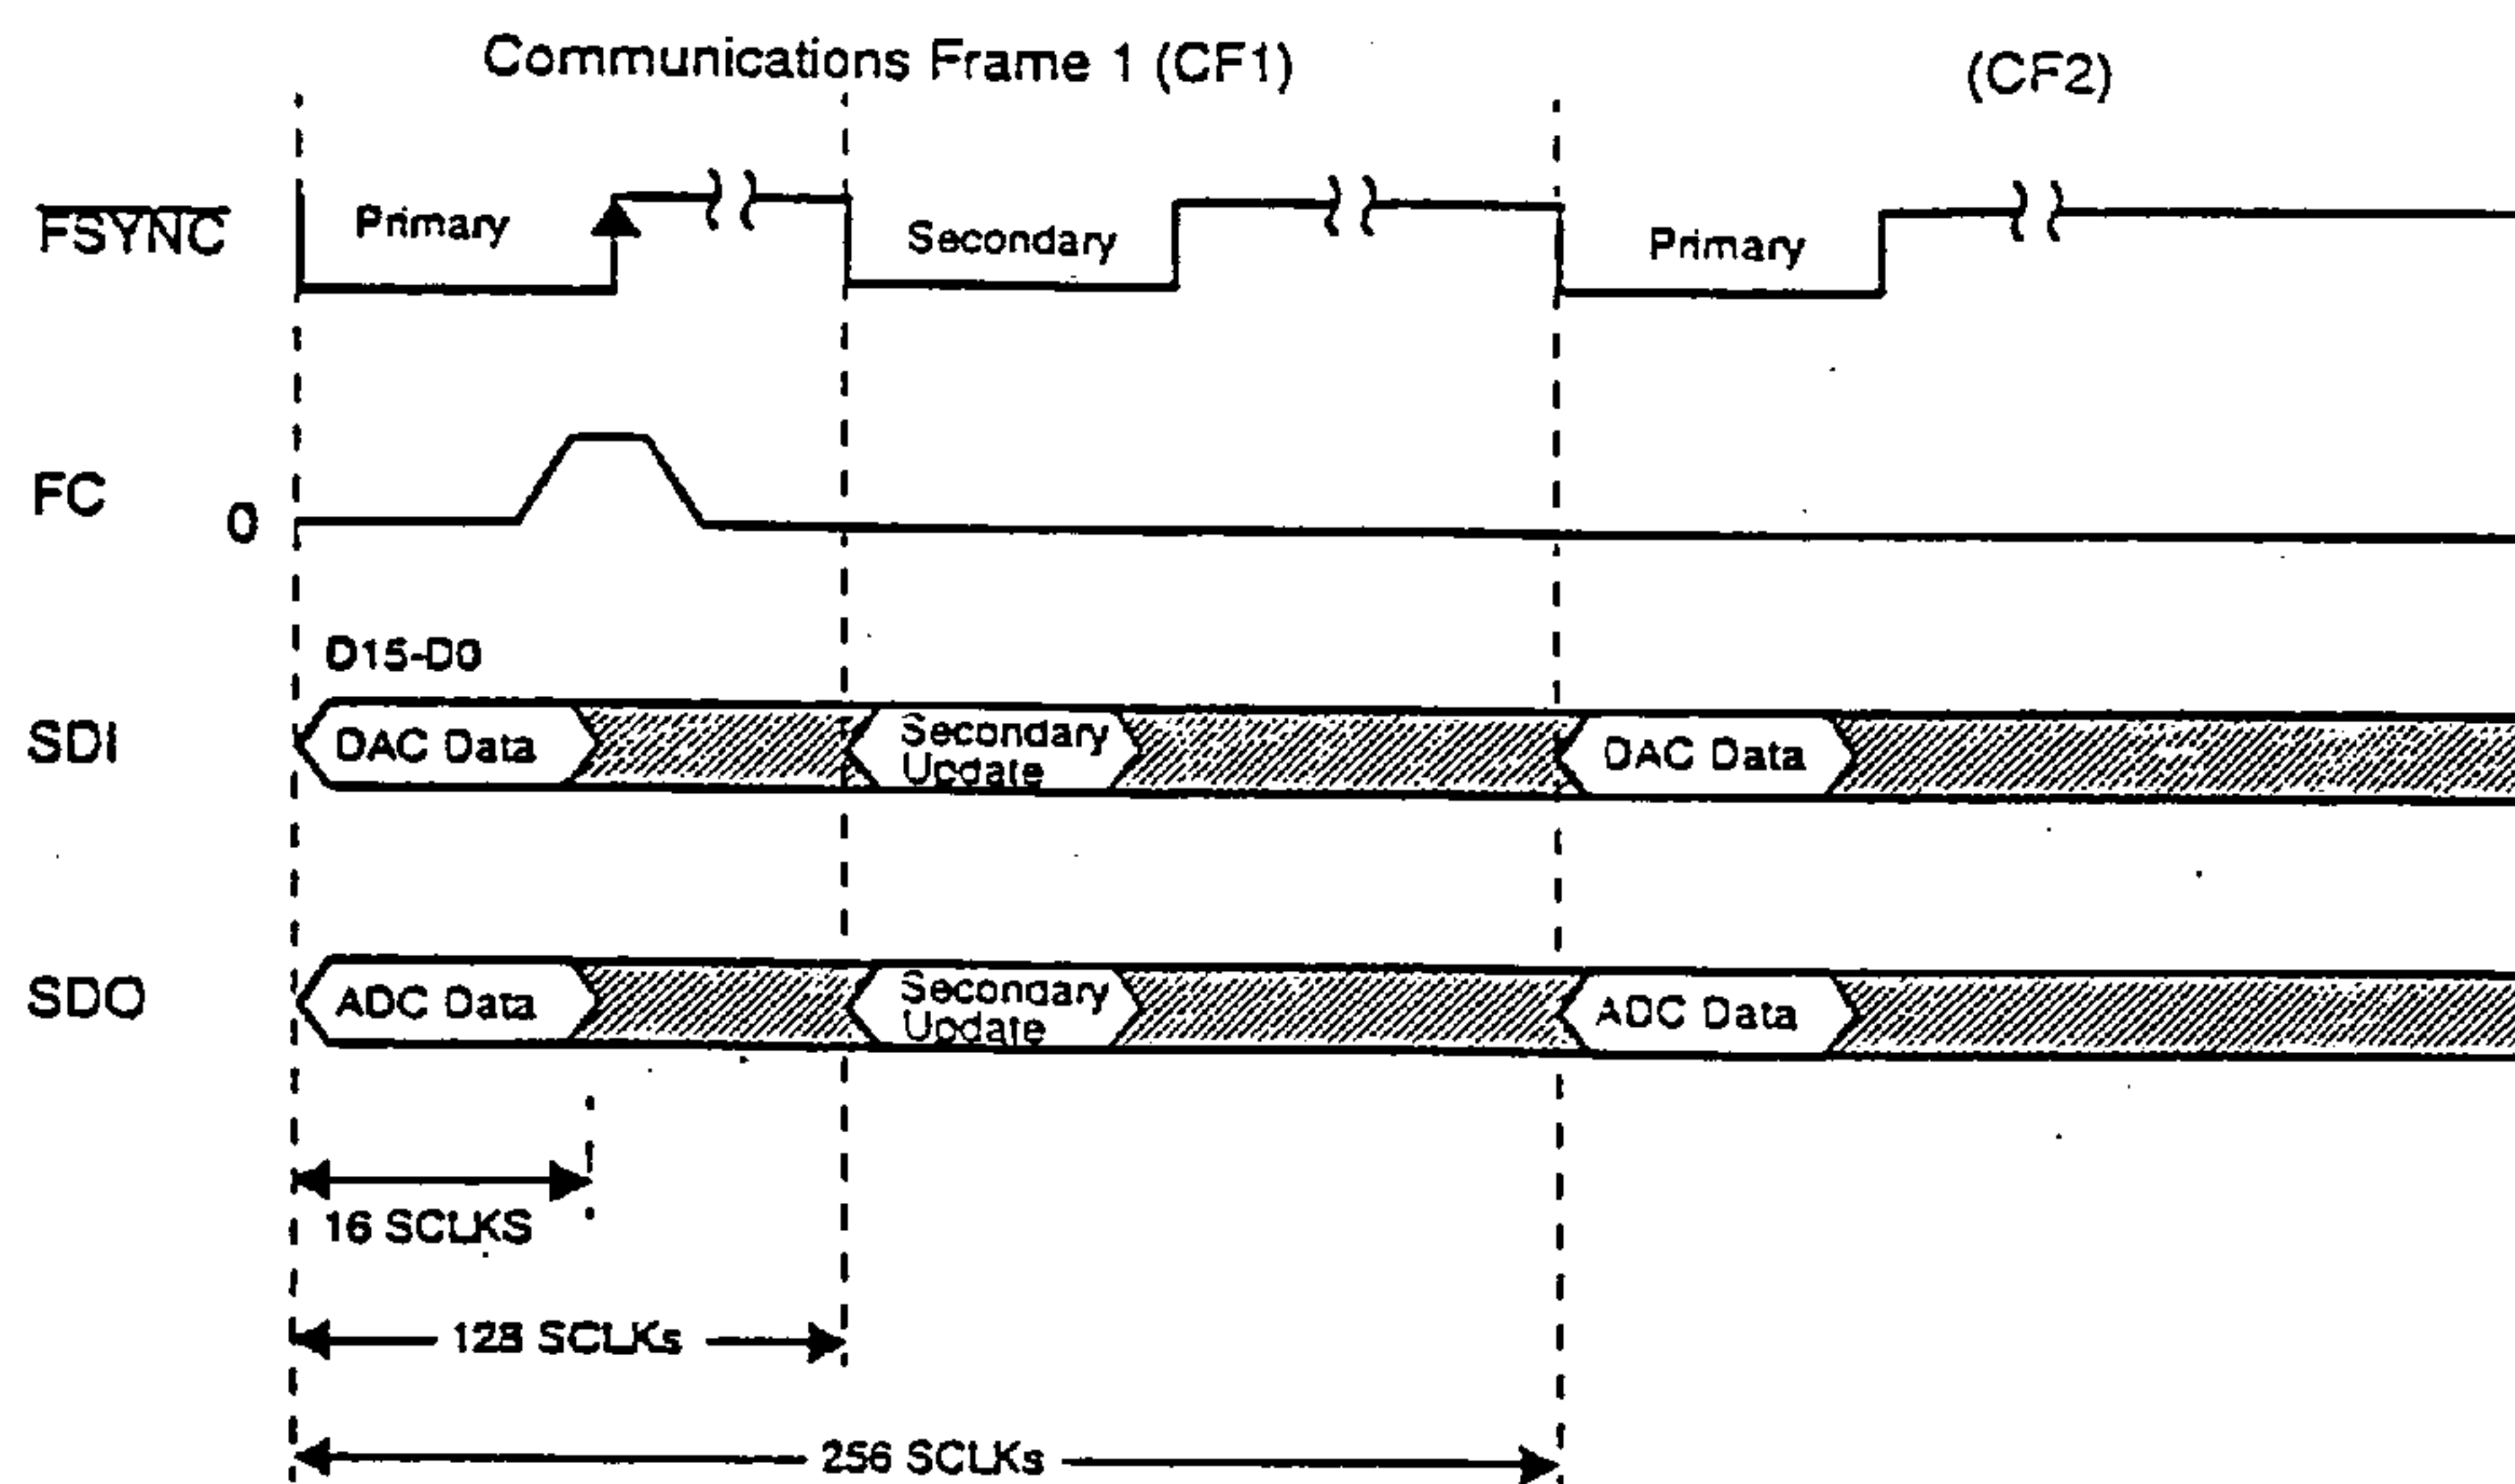 Communications Frame 1 (CF1)
(CF2)
FSYNC
Primary
Secondary
Primary
FC
0
D15-D0
SDI
DAC Data
Secondary
Update
DAC Data
SDO
ADC Data
Secondary
Update
ADC Data
16 SCLKS
128 SCLKs
256 SCLKs